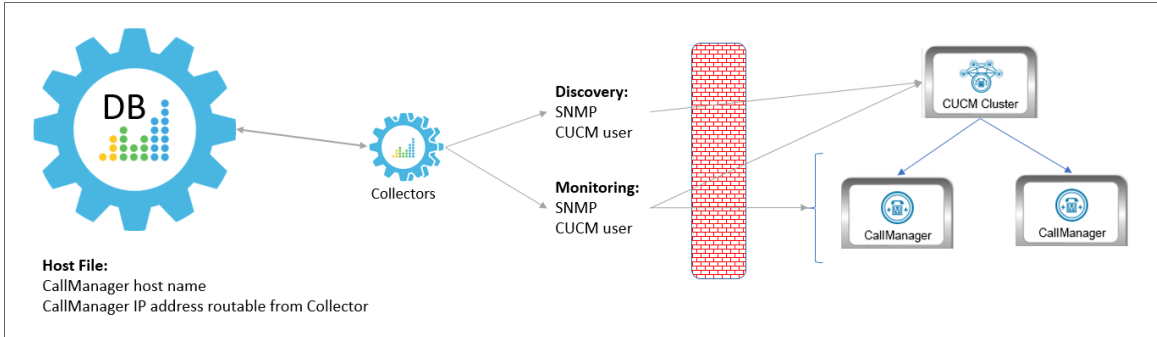 DB
Collectors
Discovery:
SNMP
CUCM user
Monitoring:
SNMP
CUCM user
CUCM Cluster
CallManager
CallManager
Host File:
CallManager host name
CallManager IP address routable from Collector